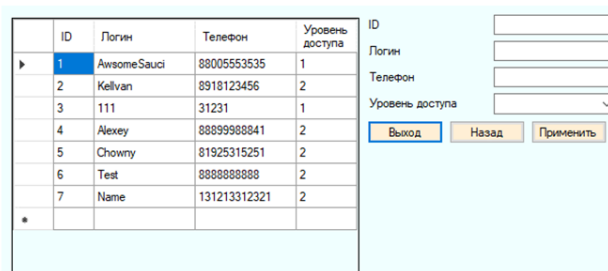 ID Логин Телефон Уровень доступа
1 AwsomeSauci 88005553535 1
2 Kellvan 8918123456 2
3 111 31231 1
4 Alexey 88899988841 2
5 Chowny 81925315251 2
6 Test 8888888888 2
7 Name 131213312321 2
ID
Логин
Телефон
Уровень доступа
Выход Назад Применить